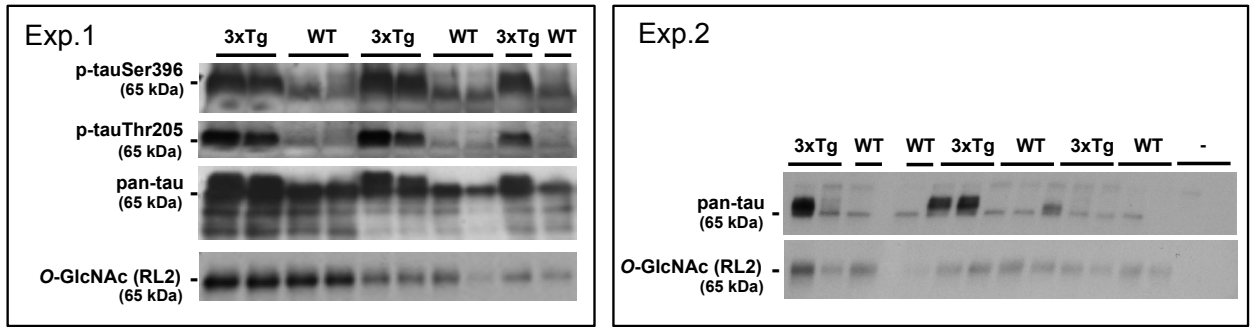 Exp.1
3xTg WT 3xTg WT 3xTg WT
p-tauSer396
(65 kDa)
p-tauThr205
(65 kDa)
pan-tau
(65 kDa)
O-GlcNAc (RL2)
(65 kDa)
Exp.2
3xTg WT WT 3xTg WT 3xTg WT -
pan-tau
(65 kDa)
O-GlcNAc (RL2)
(65 kDa)